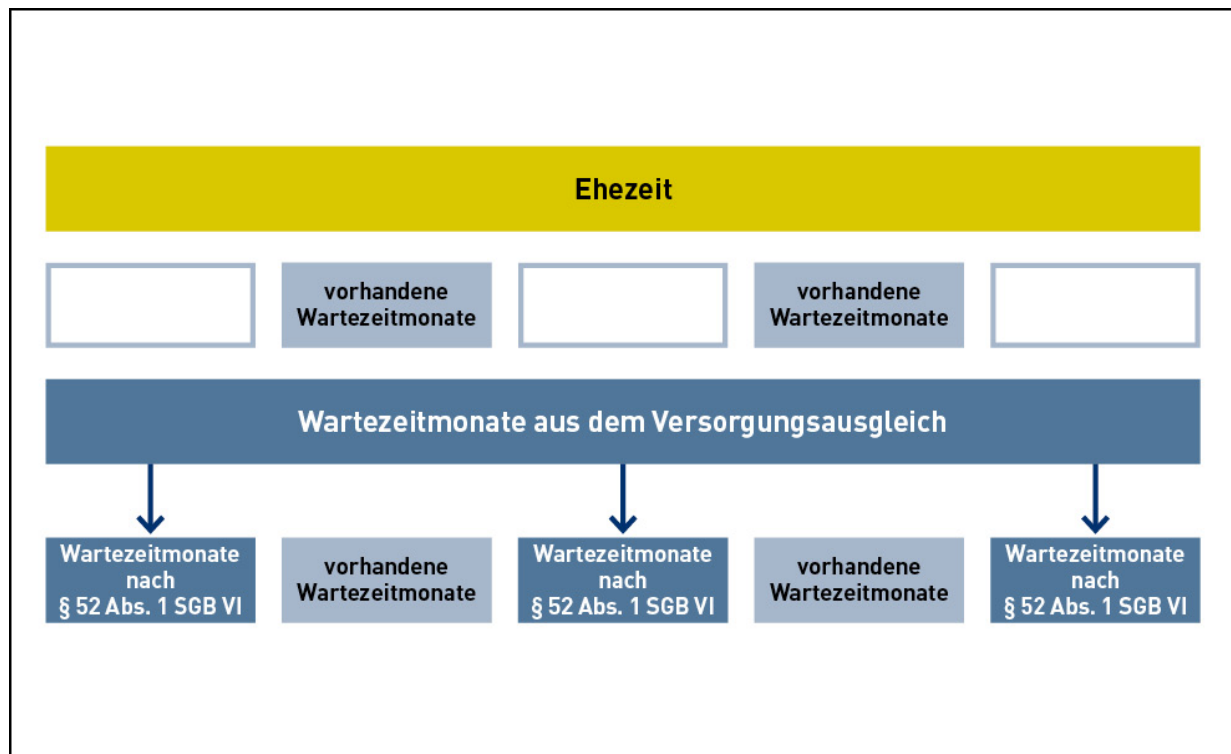 Ehezeit
vorhandene
Wartezeitmonate
vorhandene
Wartezeitmonate
Wartezeitmonate aus dem Versorgungsausgleich
Wartezeitmonate
nach
§ 52 Abs. 1 SGB VI
vorhandene
Wartezeitmonate
Wartezeitmonate
nach
§ 52 Abs. 1 SGB VI
vorhandene
Wartezeitmonate
Wartezeitmonate
nach
§ 52 Abs. 1 SGB VI